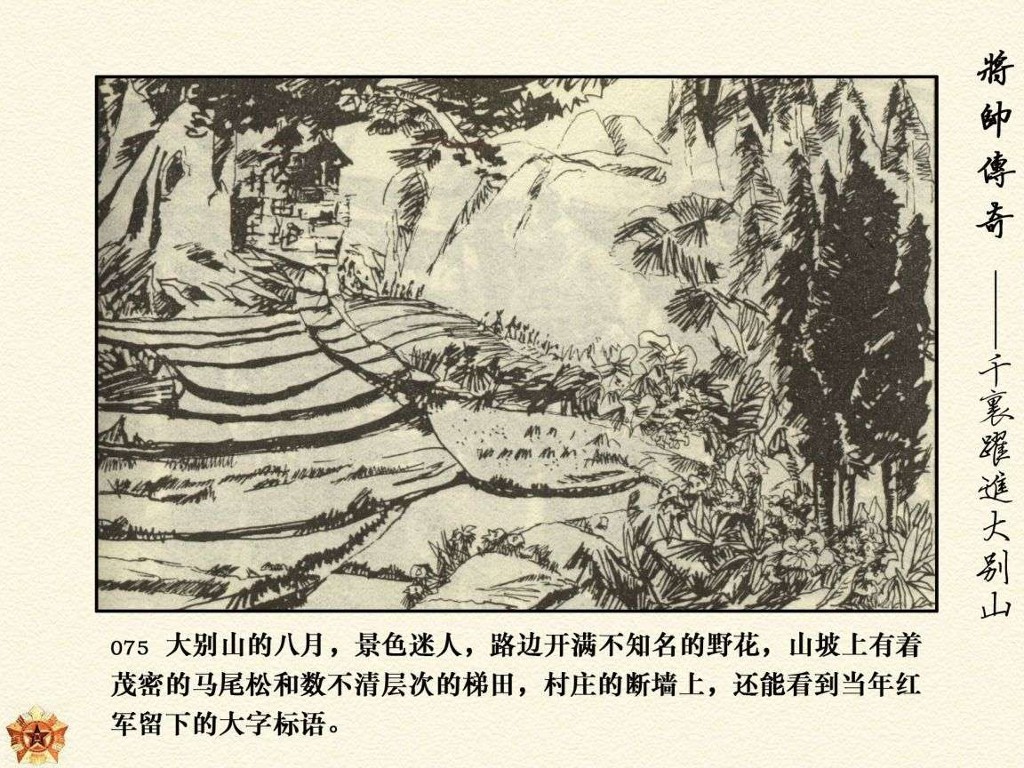 將帥傳奇
——千裏躍進大别山
075 大别山的八月，景色迷人，路边开满不知名的野花，山坡上有着
茂密的马尾松和数不清层次的梯田，村庄的断墙上，还能看到当年红
军留下的大字标语。